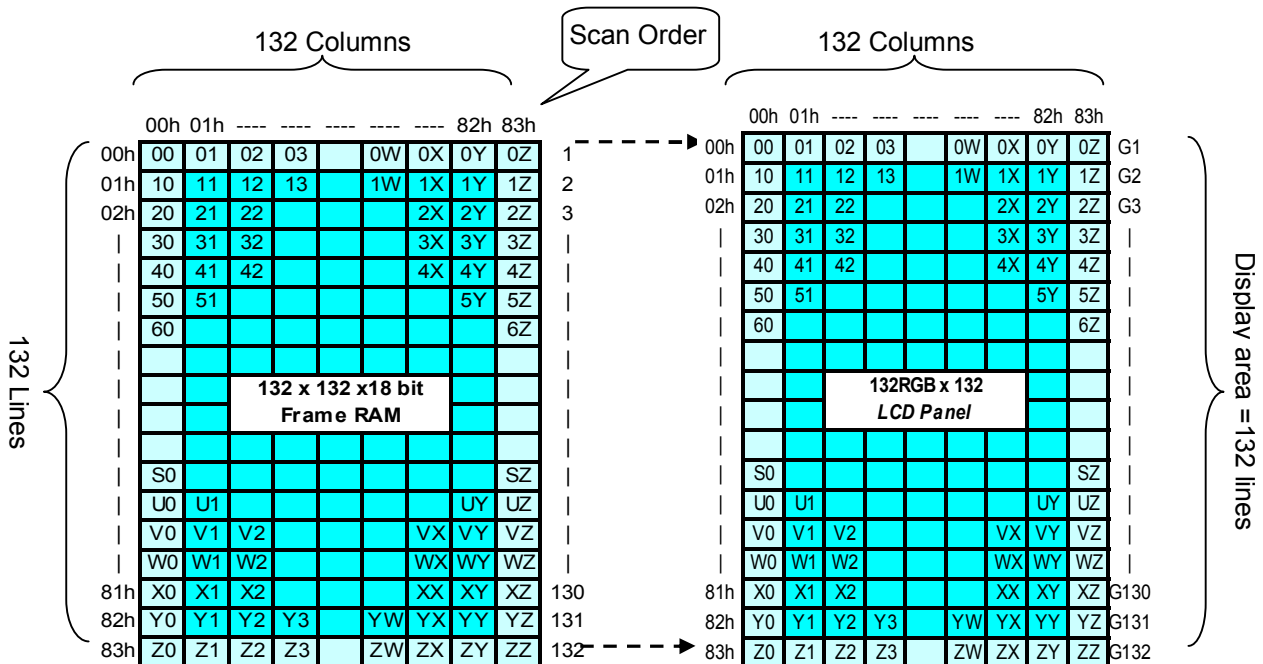 132 Columns
Scan Order
132 Columns
00h 01h ---- ---- ---- ---- ---- 82h 83h
00h 00 01 02 03 0W 0X 0Y 0Z 1
01h 10 11 12 13 1W 1X 1Y 1Z 2
02h 20 21 22 2X 2Y 2Z 3
30 31 32 3X 3Y 3Z
40 41 42 4X 4Y 4Z
50 51 5Y 5Z
60 6Z
132 x 132 x18 bit
Frame RAM
S0 SZ
U0 U1 UY UZ
V0 V1 V2 VX VY VZ
W0 W1 W2 WX WY WZ
81h X0 X1 X2 XX XY XZ 130
82h Y0 Y1 Y2 Y3 YW YX YY YZ 131
83h Z0 Z1 Z2 Z3 ZW ZX ZY ZZ 132
132 Lines
00h 01h ---- ---- ---- ---- ---- 82h 83h
00h 00 01 02 03 0W 0X 0Y 0Z G1
01h 10 11 12 13 1W 1X 1Y 1Z G2
02h 20 21 22 2X 2Y 2Z G3
30 31 32 3X 3Y 3Z
40 41 42 4X 4Y 4Z
50 51 5Y 5Z
60 6Z
132RGB x 132
LCD Panel
S0 SZ
U0 U1 UY UZ
V0 V1 V2 VX VY VZ
W0 W1 W2 WX WY WZ
81h X0 X1 X2 XX XY XZ G130
82h Y0 Y1 Y2 Y3 YW YX YY YZ G131
83h Z0 Z1 Z2 Z3 ZW ZX ZY ZZ G132
Display area =132 lines